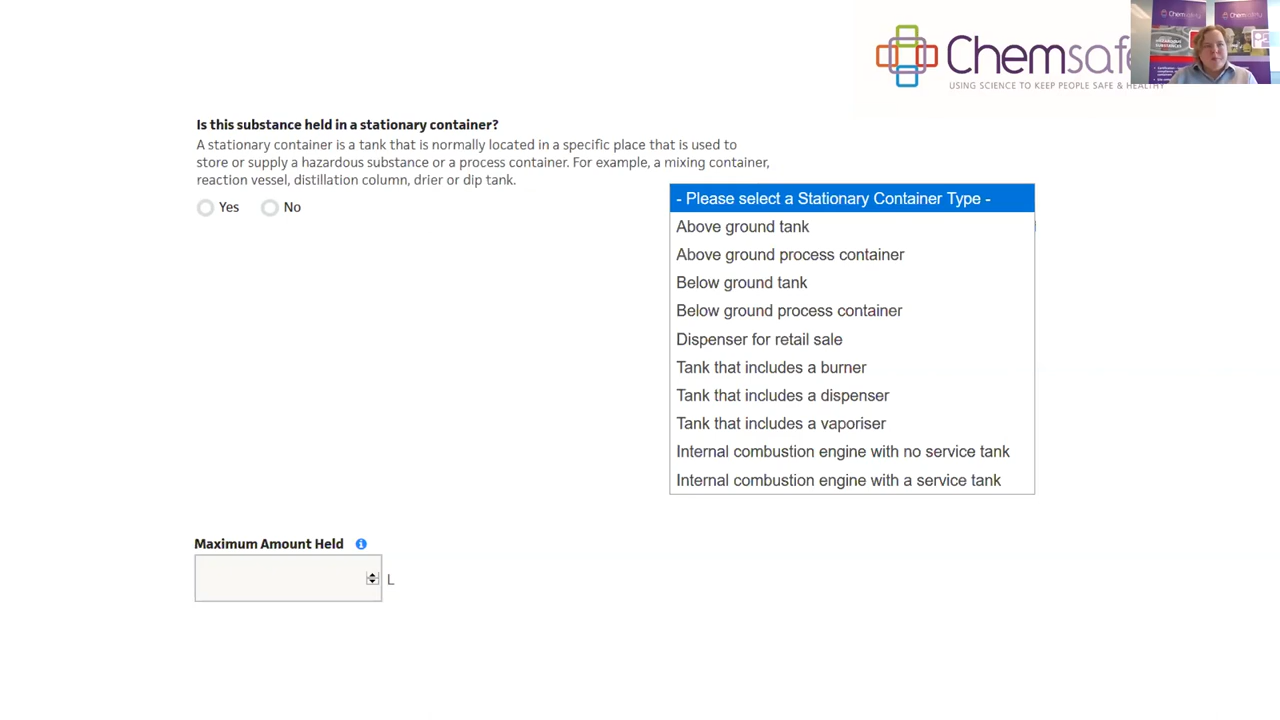 Chemsafe
USING SCIENCE TO KEEP PEOPLE SAFE & HEALTHY
Chemsafety
Chemsafety
Is this substance held in a stationary container?
A stationary container is a tank that is normally located in a specific place that is used to
store or supply a hazardous substance or a process container. For example, a mixing container,
reaction vessel, distillation column, drier or dip tank.
Yes
No
- Please select a Stationary Container Type -
Above ground tank
Above ground process container
Below ground tank
Below ground process container
Dispenser for retail sale
Tank that includes a burner
Tank that includes a dispenser
Tank that includes a vaporiser
Internal combustion engine with no service tank
Internal combustion engine with a service tank
Maximum Amount Held
L